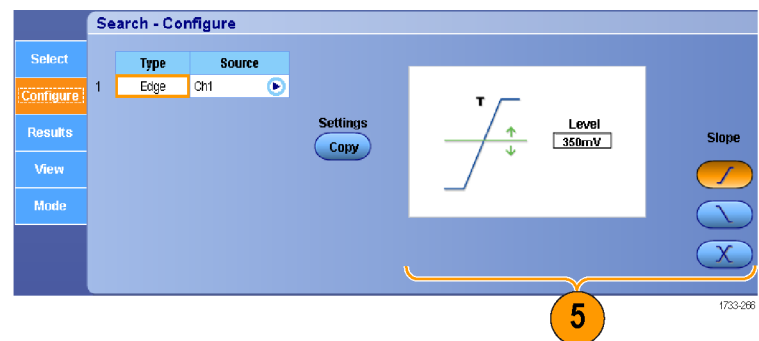 Search - Configure
Select
Configure
Results
View
Mode
Type Source
1 Edge Ch1
Settings
Copy
T
Level
350mV
Slope
5
1733-266